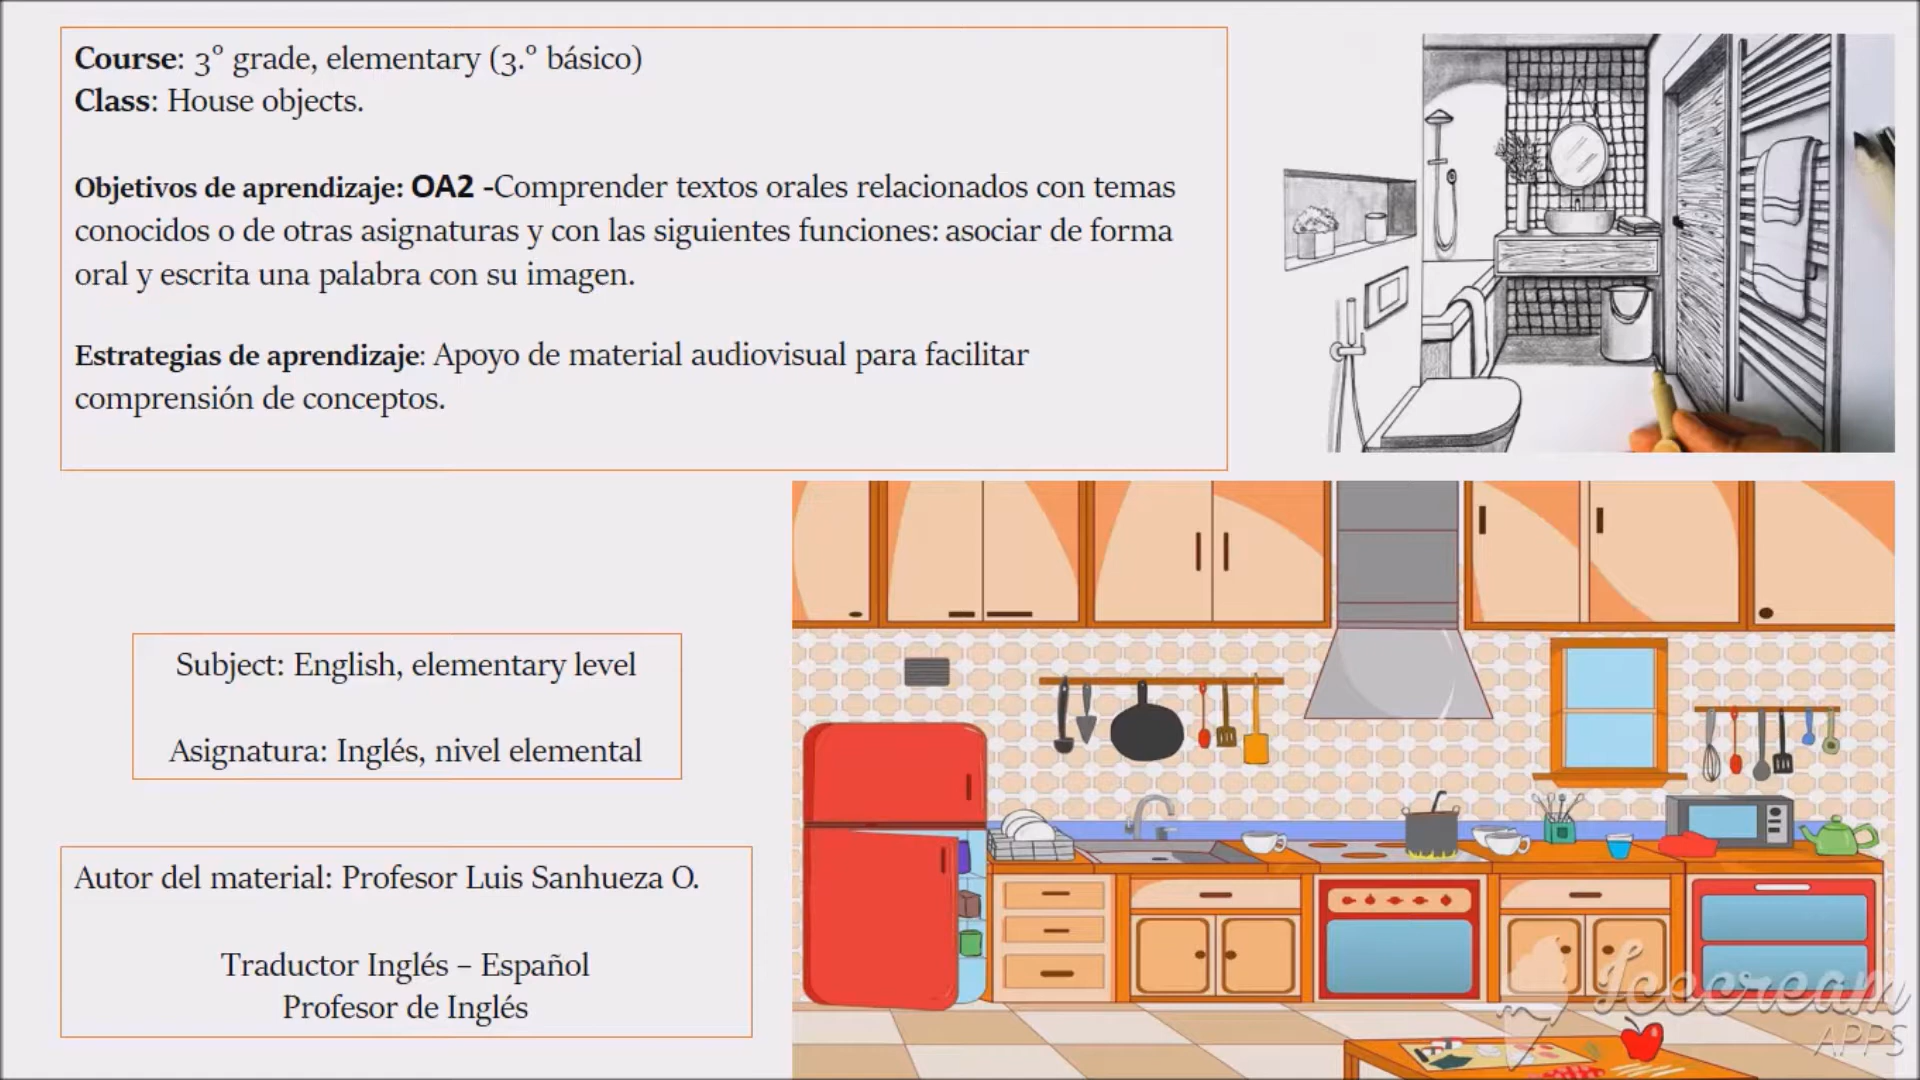 Course: 3° grade, elementary (3.° básico)
Class: House objects.
Objetivos de aprendizaje: OA2 -Comprender textos orales relacionados con temas
conocidos o de otras asignaturas y con las siguientes funciones: asociar de forma
oral y escrita una palabra con su imagen.
Estrategias de aprendizaje: Apoyo de material audiovisual para facilitar
comprensión de conceptos.
Subject: English, elementary level
Asignatura: Inglés, nivel elemental
Autor del material: Profesor Luis Sanhueza O.
Traductor Inglés – Español
Profesor de Inglés
Icecream
APPS